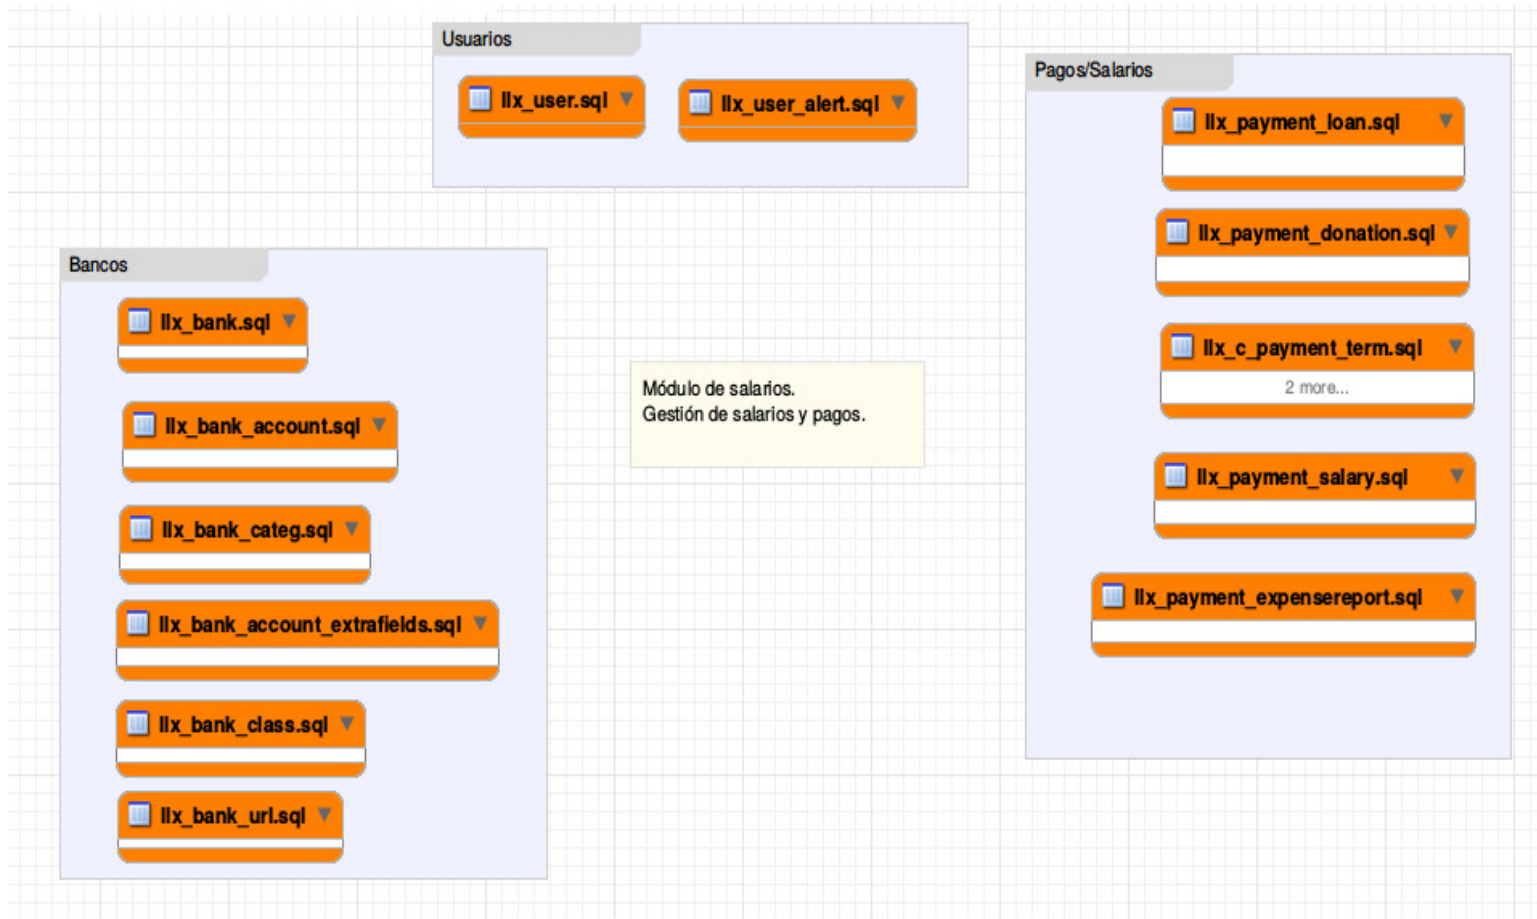 Usuarios
llx_user.sql
llx_user_alert.sql
Pagos/Salarios
llx_payment_loan.sql
llx_payment_donation.sql
llx_c_payment_term.sql
2 more...
llx_payment_salary.sql
llx_payment_expensereport.sql
Bancos
llx_bank.sql
llx_bank_account.sql
llx_bank_categ.sql
llx_bank_account_extrafields.sql
llx_bank_class.sql
llx_bank_url.sql
Módulo de salarios.
Gestión de salarios y pagos.